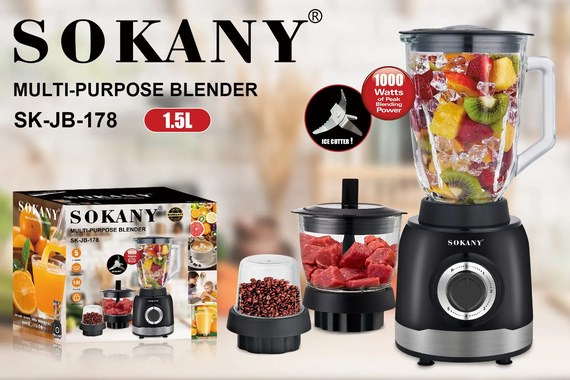 SOKANY®
MULTI-PURPOSE BLENDER
SK-JB-178 1.5L
1000
Watts
of Peak
Blending
Power
ICE CUTTER !
SOKANY
SOKANY
MULTI-PURPOSE BLENDER
SK-JB-178
SOKANY